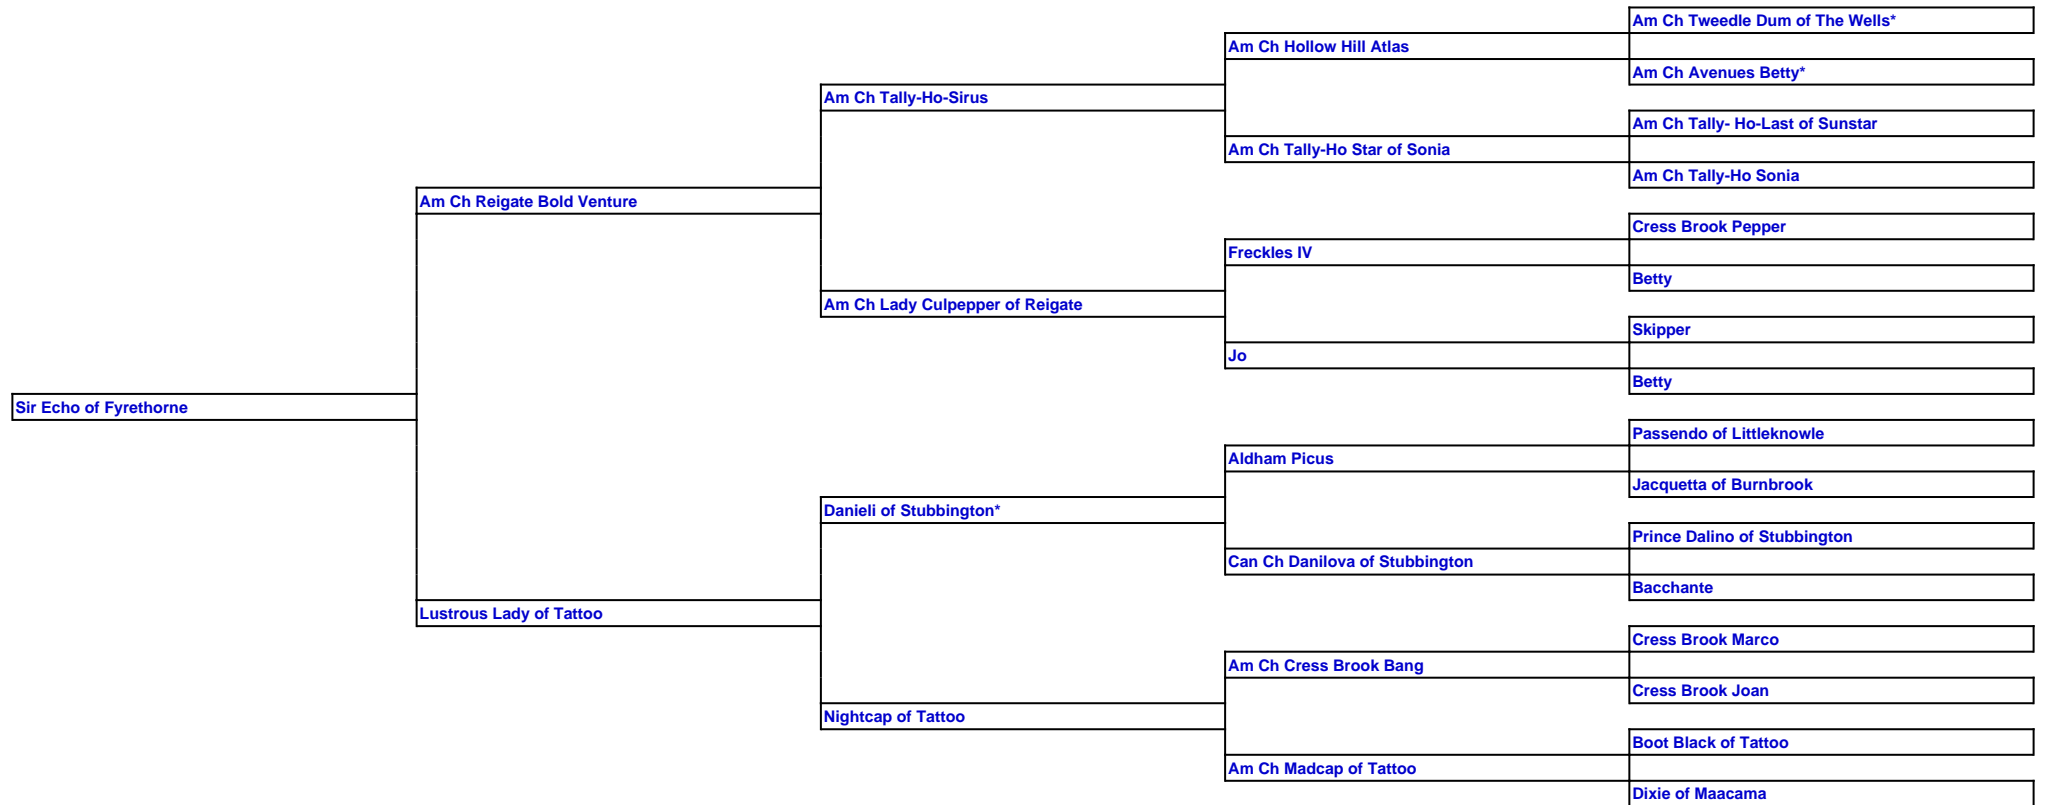 Am Ch Tweedle Dum of The Wells*
Am Ch Hollow Hill Atlas
Am Ch Avenues Betty*
Am Ch Tally-Ho-Sirus
Am Ch Tally- Ho-Last of Sunstar
Am Ch Tally-Ho Star of Sonia
Am Ch Tally-Ho Sonia
Am Ch Reigate Bold Venture
Cress Brook Pepper
Freckles IV
Betty
Am Ch Lady Culpepper of Reigate
Skipper
Jo
Betty
Sir Echo of Fyrethorne
Passendo of Littleknowle
Aldham Picus
Jacquetta of Burnbrook
Danieli of Stubbington*
Prince Dalino of Stubbington
Can Ch Danilova of Stubbington
Bacchante
Lustrous Lady of Tattoo
Cress Brook Marco
Am Ch Cress Brook Bang
Cress Brook Joan
Nightcap of Tattoo
Boot Black of Tattoo
Am Ch Madcap of Tattoo
Dixie of Maacama